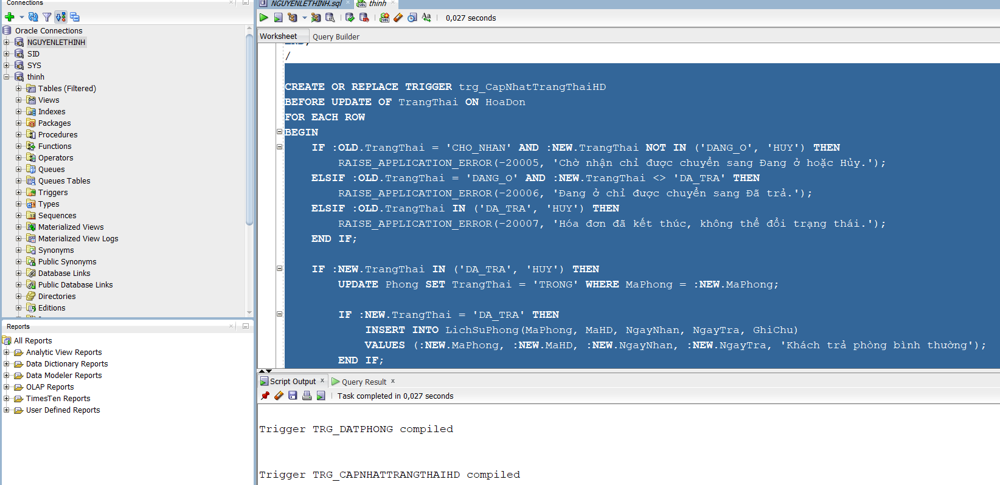 Connections
Oracle Connections
NGUYENLETHINH
SID
SYS
thinh
Tables (Filtered)
Views
Indexes
Packages
Procedures
Functions
Operators
Queues
Queues Tables
Triggers
Types
Sequences
Materialized Views
Materialized View Logs
Synonyms
Public Synonyms
Database Links
Public Database Links
Directories
Editions
Reports
All Reports
Analytic View Reports
Data Dictionary Reports
Data Modeler Reports
OLAP Reports
TimesTen Reports
User Defined Reports
NGUYENLETHINH.sql
thinh
0,027 seconds
Worksheet
Query Builder
END;
/
CREATE OR REPLACE TRIGGER trg_CapNhatTrangThaiHD
BEFORE UPDATE OF TrangThai ON HoaDon
FOR EACH ROW
BEGIN
IF :OLD.TrangThai = 'CHO_NHAN' AND :NEW.TrangThai NOT IN ('DANG_O', 'HUY') THEN
RAISE_APPLICATION_ERROR(-20005, 'Chờ nhận chỉ được chuyển sang Đang ở hoặc Hủy.');
ELSIF :OLD.TrangThai = 'DANG_O' AND :NEW.TrangThai <> 'DA_TRA' THEN
RAISE_APPLICATION_ERROR(-20006, 'Đang ở chỉ được chuyển sang Đã trả.');
ELSIF :OLD.TrangThai IN ('DA_TRA', 'HUY') THEN
RAISE_APPLICATION_ERROR(-20007, 'Hóa đơn đã kết thúc, không thể đổi trạng thái.');
END IF;
IF :NEW.TrangThai IN ('DA_TRA', 'HUY') THEN
UPDATE Phong SET TrangThai = 'TRONG' WHERE MaPhong = :NEW.MaPhong;
IF :NEW.TrangThai = 'DA_TRA' THEN
INSERT INTO LichSuPhong(MaPhong, MaHD, NgayNhan, NgayTra, GhiChu)
VALUES (:NEW.MaPhong, :NEW.MaHD, :NEW.NgayNhan, :NEW.NgayTra, 'Khách trả phòng bình thường');
END IF;
Script Output
Query Result
Task completed in 0,027 seconds
Trigger TRG_DATPHONG compiled
Trigger TRG_CAPNHATTRANGTHAIHD compiled